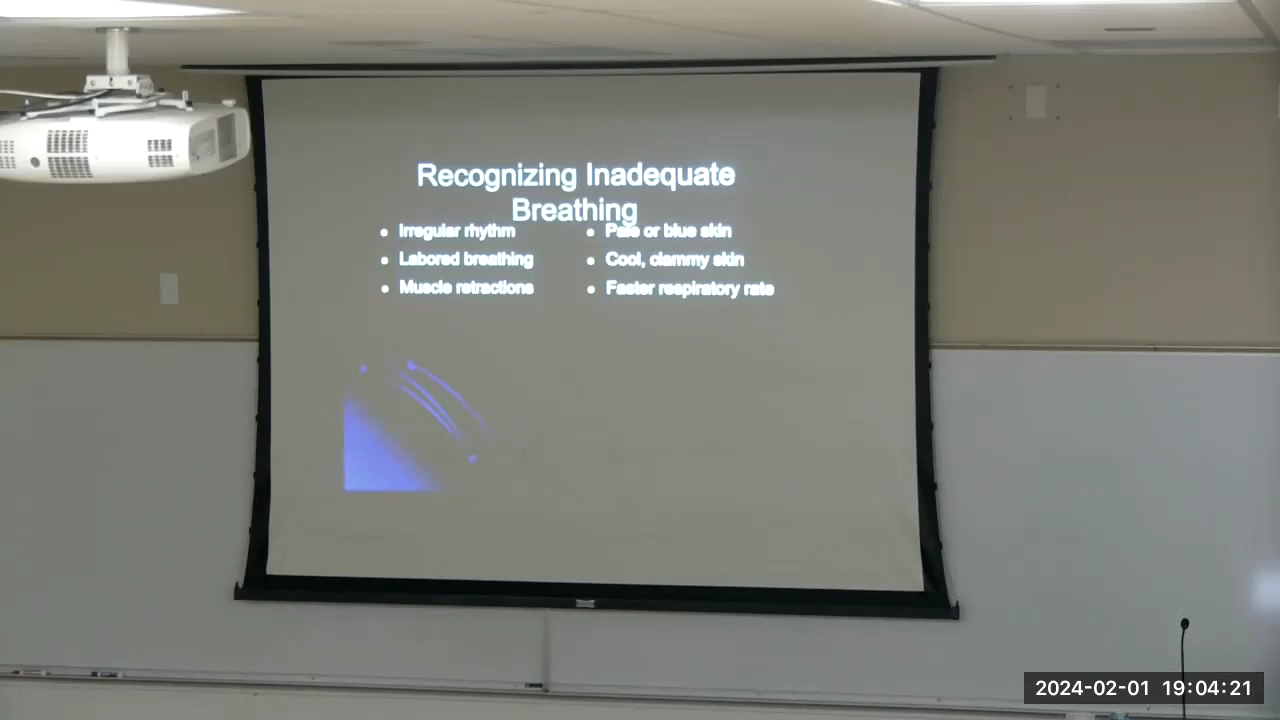 Recognizing Inadequate
Breathing
• Irregular rhythm
• Labored breathing
• Muscle retractions
• Pale or blue skin
• Cool, clammy skin
• Faster respiratory rate
2024-02-01 19:04:21